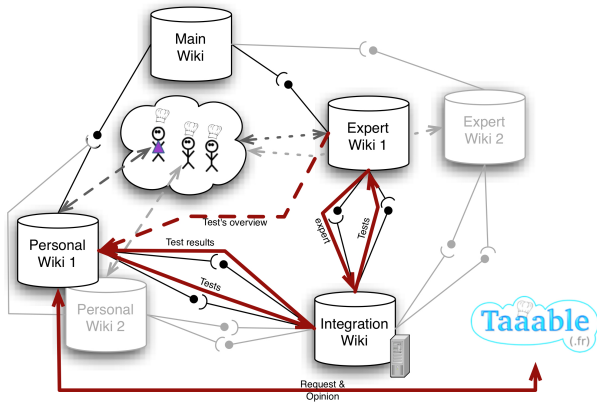 Main
Wiki
Expert
Wiki 1
Expert
Wiki 2
Test's overview
expert
Tests
Personal
Wiki 1
Test results
Tests
Personal
Wiki 2
Integration
Wiki
Taaable
(.fr)
Request &
Opinion